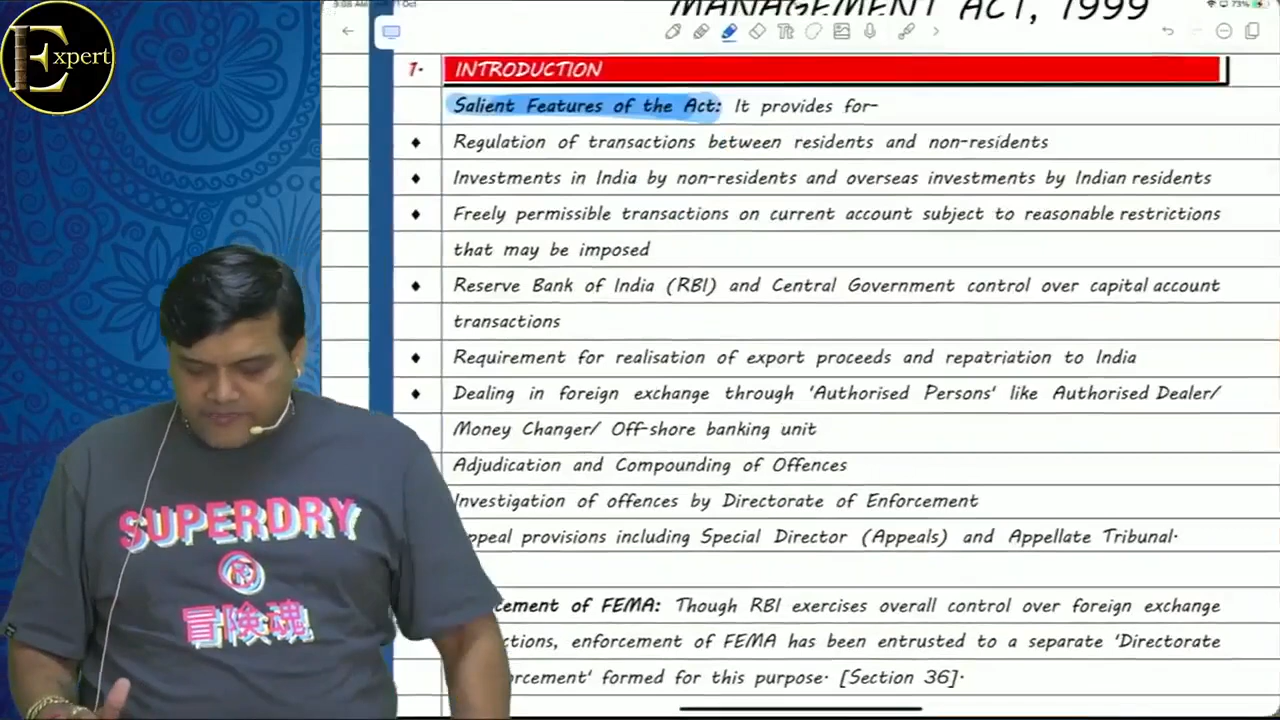 Expert
3:08 AM
1 Oct
73%
MANAGEMENT ACT, 1999
1. INTRODUCTION
Salient Features of the Act: It provides for-
Regulation of transactions between residents and non-residents
Investments in India by non-residents and overseas investments by Indian residents
Freely permissible transactions on current account subject to reasonable restrictions
that may be imposed
Reserve Bank of India (RBI) and Central Government control over capital account
transactions
Requirement for realisation of export proceeds and repatriation to India
Dealing in foreign exchange through 'Authorised Persons' like Authorised Dealer/
Money Changer/ Off-shore banking unit
Adjudication and Compounding of Offences
Investigation of offences by Directorate of Enforcement
ppeal provisions including Special Director (Appeals) and Appellate Tribunal.
cement of FEMA: Though RBI exercises overall control over foreign exchange
ctions, enforcement of FEMA has been entrusted to a separate 'Directorate
orcement' formed for this purpose. [Section 36].
SUPERDRY
R
冒険魂